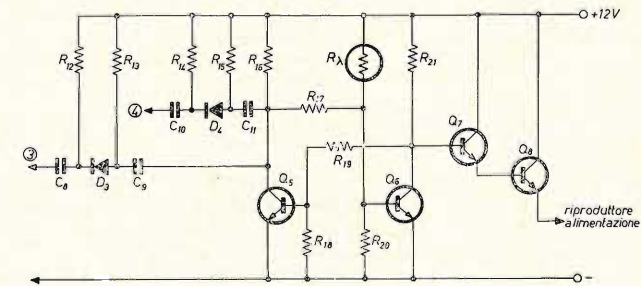 +12V
R12
R13
R14
R15
R16
Rλ
R21
④
C10
D4
C11
R17
Q7
③
C8
D3
C9
R19
Q8
Q5
Q6
riproduttore
alimentazione
R18
R20
−